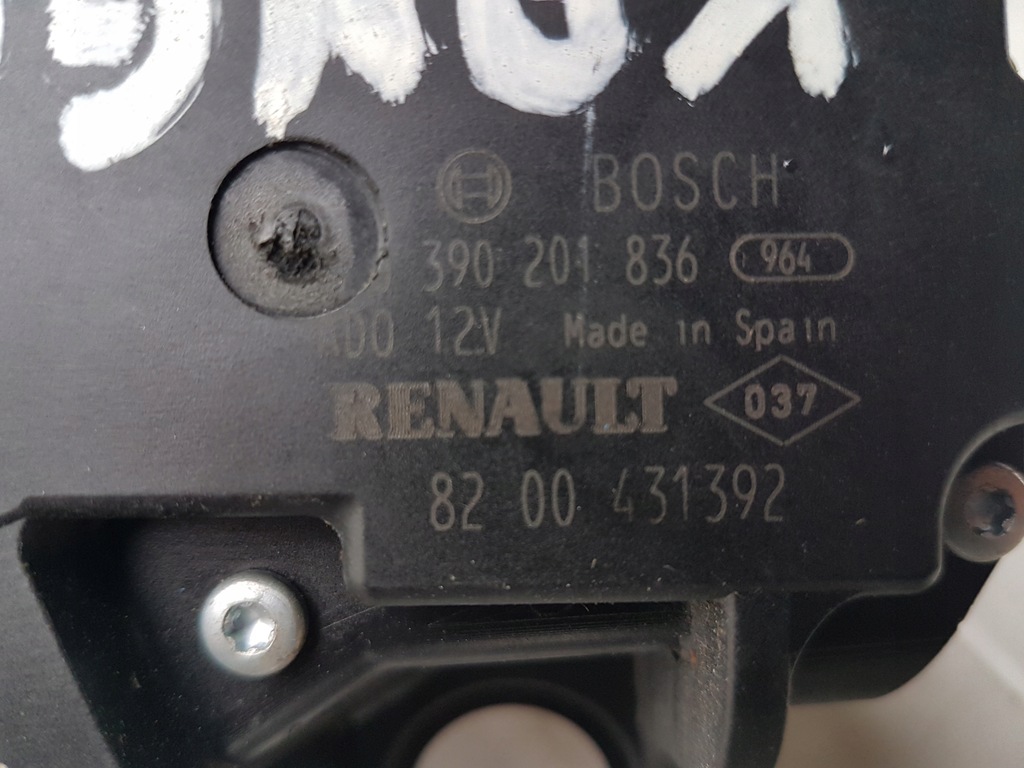 BOSCH
390 201 836 964
12V Made in Spain
RENAULT 037
82 00 431392